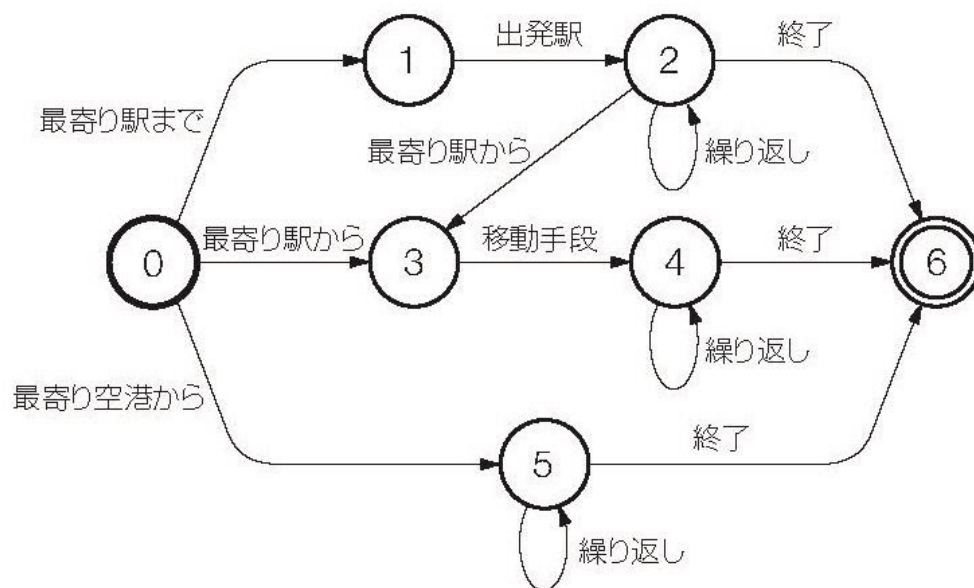 1
出発駅
2
終了
最寄り駅まで
最寄り駅から
繰り返し
0
最寄り駅から
3
移動手段
4
終了
6
繰り返し
最寄り空港から
5
終了
繰り返し